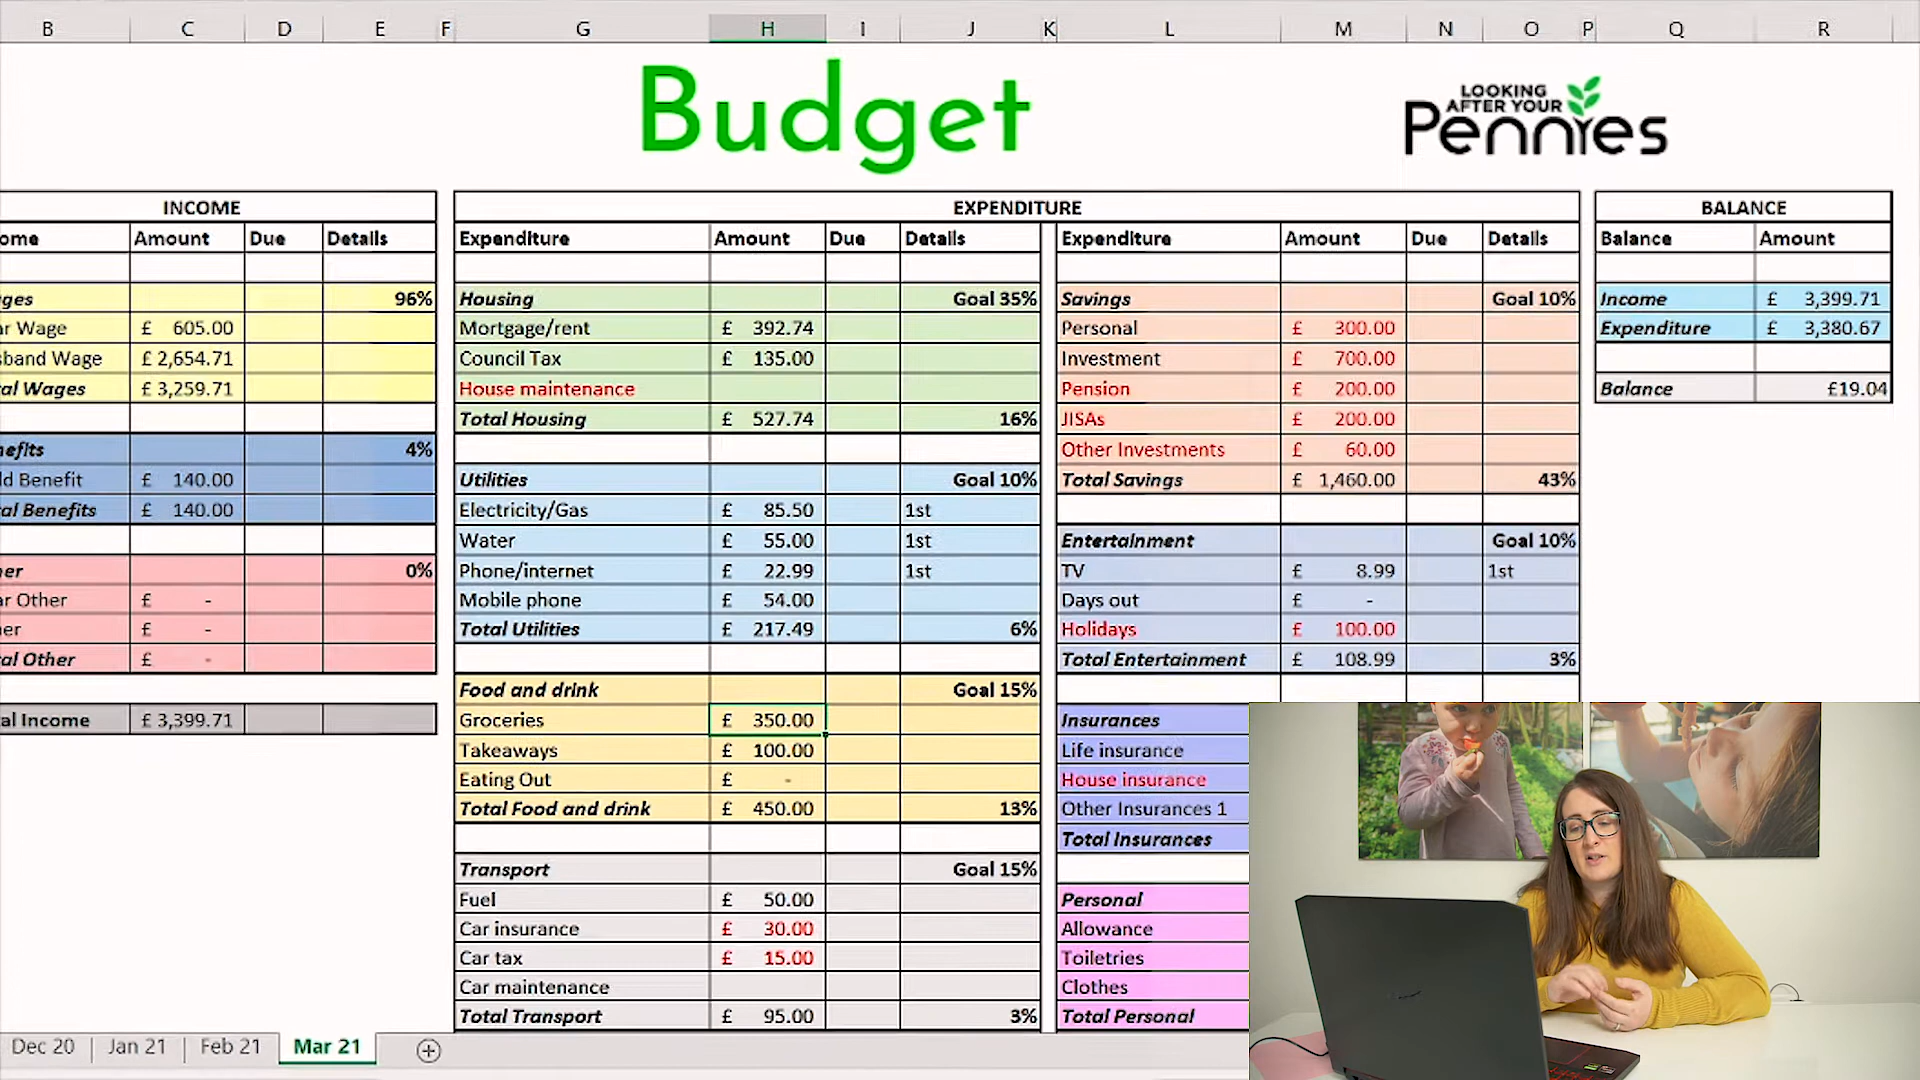 B C D E F G H I J K L M N O P Q R
Budget
LOOKING
AFTER YOUR
Pennies
INCOME EXPENDITURE BALANCE
ome Amount Due Details Expenditure Amount Due Details Expenditure Amount Due Details Balance Amount
ges 96% Housing Goal 35% Savings Goal 10% Income £ 3,399.71
ar Wage £ 605.00 Mortgage/rent £ 392.74 Personal £ 300.00 Expenditure £ 3,380.67
sband Wage £ 2,654.71 Council Tax £ 135.00 Investment £ 700.00
al Wages £ 3,259.71 House maintenance Pension £ 200.00 Balance £19.04
Total Housing £ 527.74 16% JISAs £ 200.00
nefits 4% Other Investments £ 60.00
ld Benefit £ 140.00 Utilities Goal 10% Total Savings £ 1,460.00 43%
al Benefits £ 140.00 Electricity/Gas £ 85.50 1st
Water £ 55.00 1st Entertainment Goal 10%
er 0% Phone/internet £ 22.99 1st TV £ 8.99 1st
ar Other £ - Mobile phone £ 54.00 Days out £ -
er £ - Total Utilities £ 217.49 6% Holidays £ 100.00
al Other £ - Total Entertainment £ 108.99 3%
Food and drink Goal 15%
al Income £ 3,399.71 Groceries £ 350.00 Insurances
Takeaways £ 100.00 Life insurance
Eating Out £ - House insurance
Total Food and drink £ 450.00 13% Other Insurances 1
Total Insurances
Transport Goal 15%
Fuel £ 50.00 Personal
Car insurance £ 30.00 Allowance
Car tax £ 15.00 Toiletries
Car maintenance Clothes
Total Transport £ 95.00 3% Total Personal
Dec 20 Jan 21 Feb 21 Mar 21